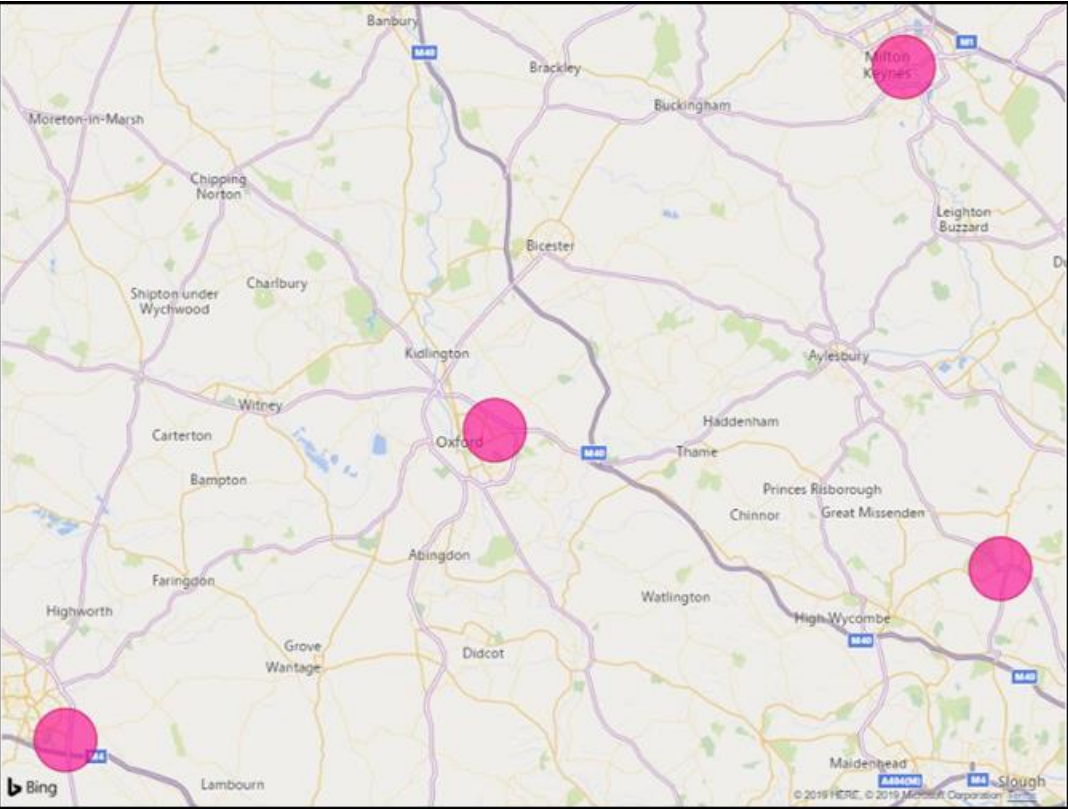 Banbury
M40
M1
Milton
Keynes
Brackley
Buckingham
Moreton-in-Marsh
Chipping
Norton
Leighton
Buzzard
Bicester
Charlbury
Shipton under
Wychwood
Kidlington
Aylesbury
Witney
Haddenham
Carterton
Oxford
M40
Thame
Bampton
Princes Risborough
Chinnor
Great Missenden
Abingdon
Faringdon
Watlington
Highworth
High Wycombe
M40
Grove
Wantage
Didcot
M40
M4
Maidenhead
A404(M)
M4
Slough
Bing
Lambourn
© 2019 HERE, © 2019 Microsoft Corporation Terms